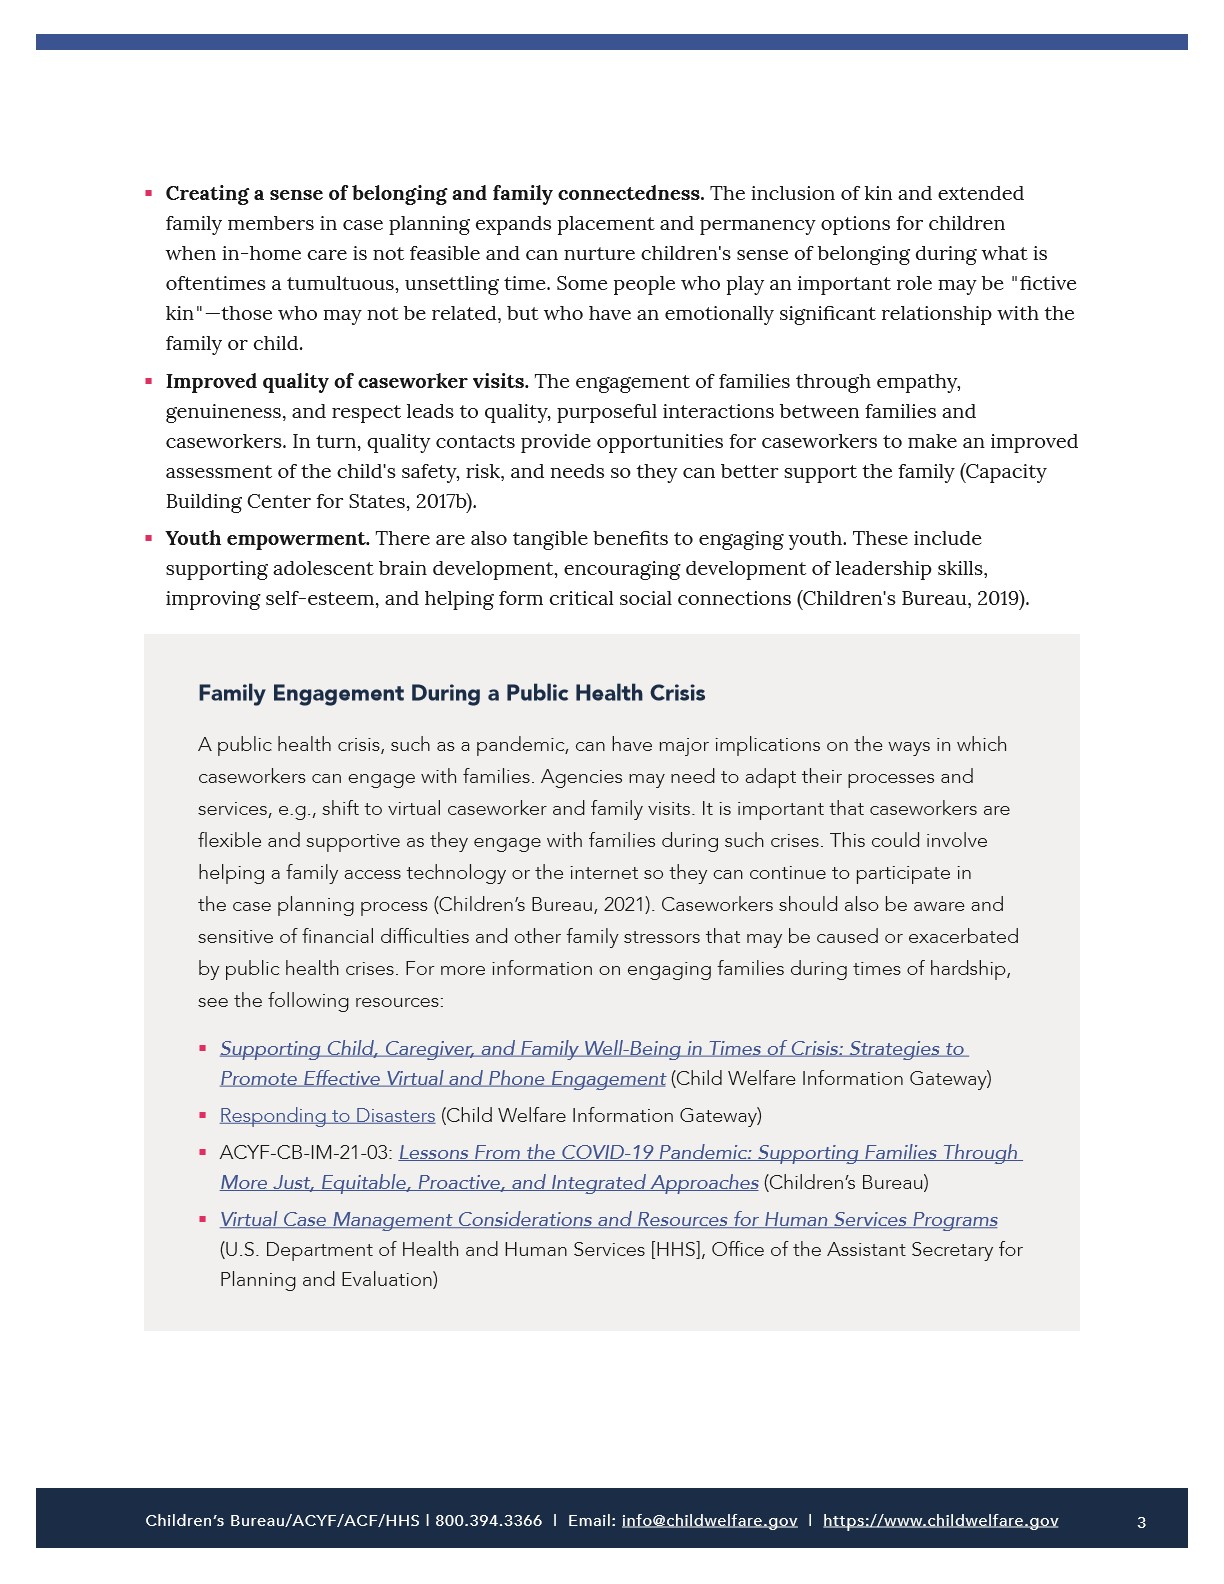 ▪ Creating a sense of belonging and family connectedness. The inclusion of kin and extended
family members in case planning expands placement and permanency options for children
when in-home care is not feasible and can nurture children's sense of belonging during what is
oftentimes a tumultuous, unsettling time. Some people who play an important role may be "fictive
kin"—those who may not be related, but who have an emotionally significant relationship with the
family or child.
▪ Improved quality of caseworker visits. The engagement of families through empathy,
genuineness, and respect leads to quality, purposeful interactions between families and
caseworkers. In turn, quality contacts provide opportunities for caseworkers to make an improved
assessment of the child's safety, risk, and needs so they can better support the family (Capacity
Building Center for States, 2017b).
▪ Youth empowerment. There are also tangible benefits to engaging youth. These include
supporting adolescent brain development, encouraging development of leadership skills,
improving self-esteem, and helping form critical social connections (Children's Bureau, 2019).
Family Engagement During a Public Health Crisis
A public health crisis, such as a pandemic, can have major implications on the ways in which
caseworkers can engage with families. Agencies may need to adapt their processes and
services, e.g., shift to virtual caseworker and family visits. It is important that caseworkers are
flexible and supportive as they engage with families during such crises. This could involve
helping a family access technology or the internet so they can continue to participate in
the case planning process (Children’s Bureau, 2021). Caseworkers should also be aware and
sensitive of financial difficulties and other family stressors that may be caused or exacerbated
by public health crises. For more information on engaging families during times of hardship,
see the following resources:
▪ Supporting Child, Caregiver, and Family Well-Being in Times of Crisis: Strategies to
Promote Effective Virtual and Phone Engagement (Child Welfare Information Gateway)
▪ Responding to Disasters (Child Welfare Information Gateway)
▪ ACYF-CB-IM-21-03: Lessons From the COVID-19 Pandemic: Supporting Families Through
More Just, Equitable, Proactive, and Integrated Approaches (Children’s Bureau)
▪ Virtual Case Management Considerations and Resources for Human Services Programs
(U.S. Department of Health and Human Services [HHS], Office of the Assistant Secretary for
Planning and Evaluation)
Children’s Bureau/ACYF/ACF/HHS | 800.394.3366 | Email: info@childwelfare.gov | https://www.childwelfare.gov 3